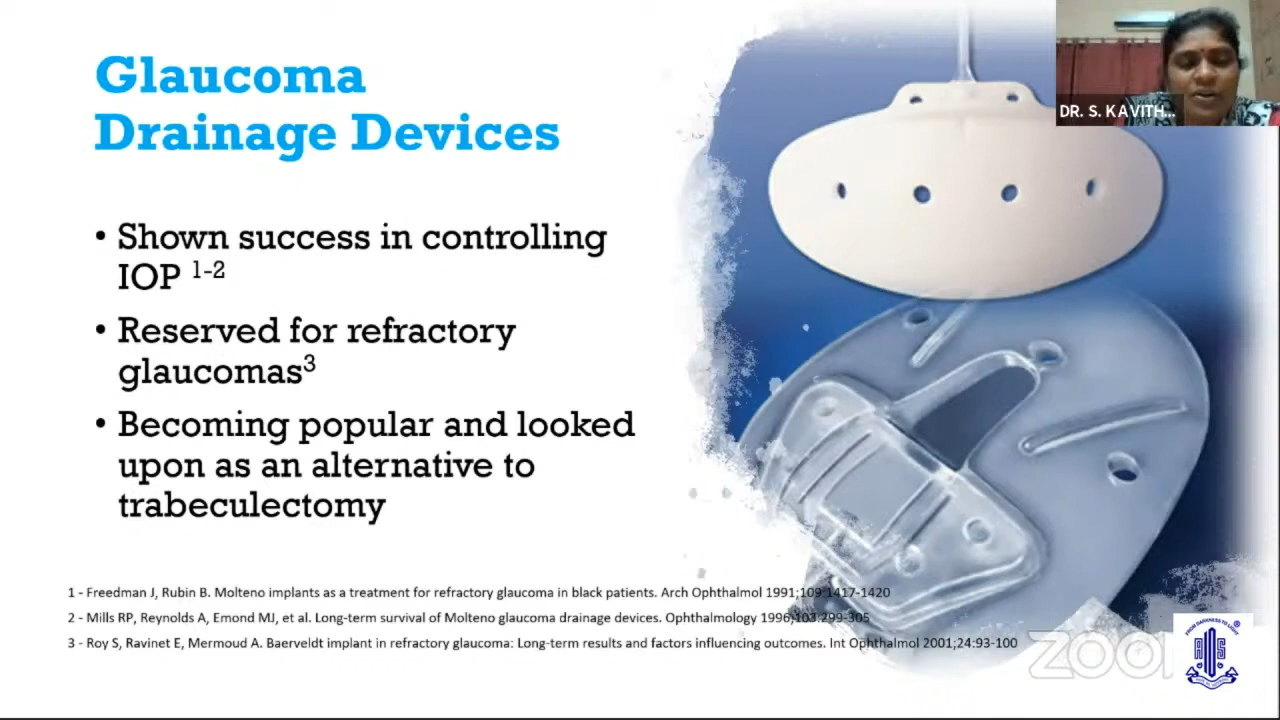 Glaucoma
Drainage Devices
DR. S. KAVITH...
• Shown success in controlling
IOP 1-2
• Reserved for refractory
glaucomas3
• Becoming popular and looked
upon as an alternative to
trabeculectomy
1 - Freedman J, Rubin B. Molteno implants as a treatment for refractory glaucoma in black patients. Arch Ophthalmol 1991;109:1417-1420
2 - Mills RP, Reynolds A, Emond MJ, et al. Long-term survival of Molteno glaucoma drainage devices. Ophthalmology 1996;103:299-305
3 - Roy S, Ravinet E, Mermoud A. Baerveldt implant in refractory glaucoma: Long-term results and factors influencing outcomes. Int Ophthalmol 2001;24:93-100
zoom
FROM DARKNESS TO LIGHT